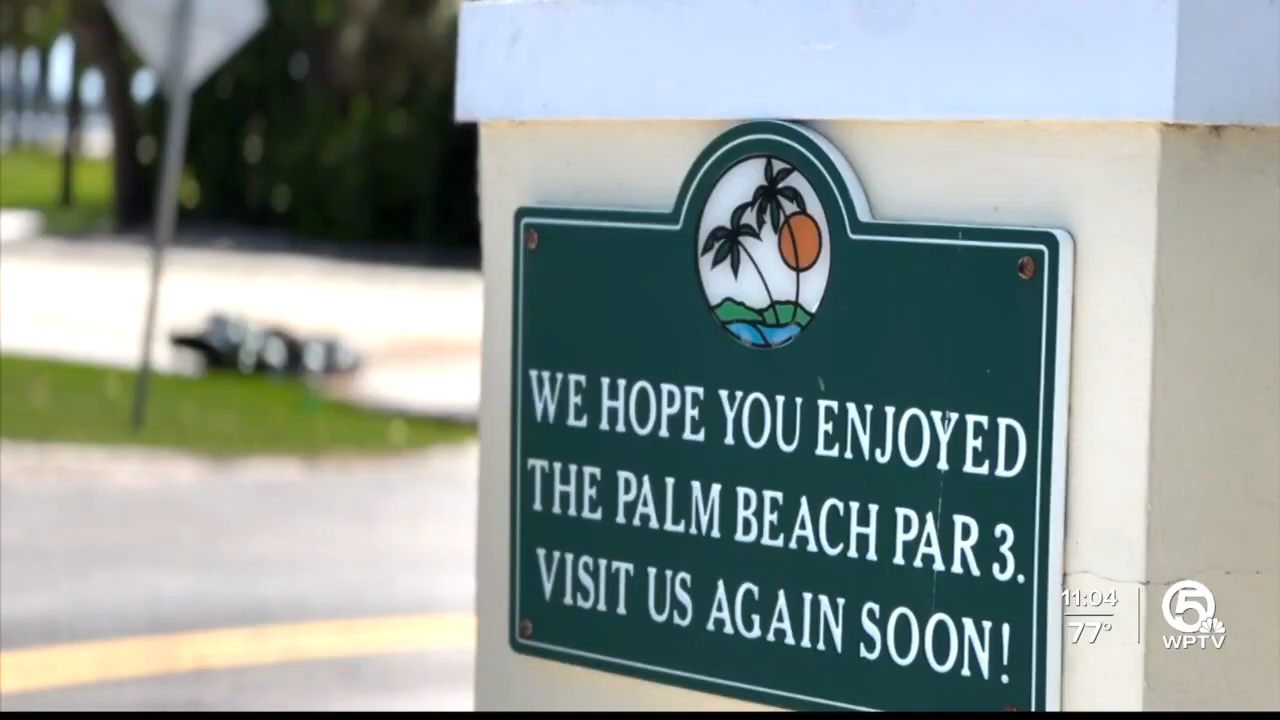 WE HOPE YOU ENJOYED
THE PALM BEACH PAR 3.
VISIT US AGAIN SOON!
11:04
77°
5
WPTV